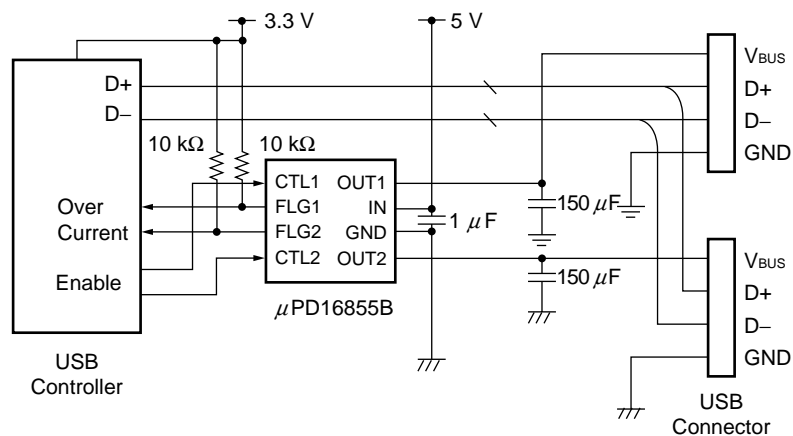 3.3 V
5 V
D+
D−
10 kΩ
10 kΩ
Over
Current
Enable
USB
Controller
CTL1
FLG1
FLG2
CTL2
OUT1
IN
GND
OUT2
μPD16855B
1 μF
150 μF
150 μF
VBUS
D+
D−
GND
VBUS
D+
D−
GND
USB
Connector